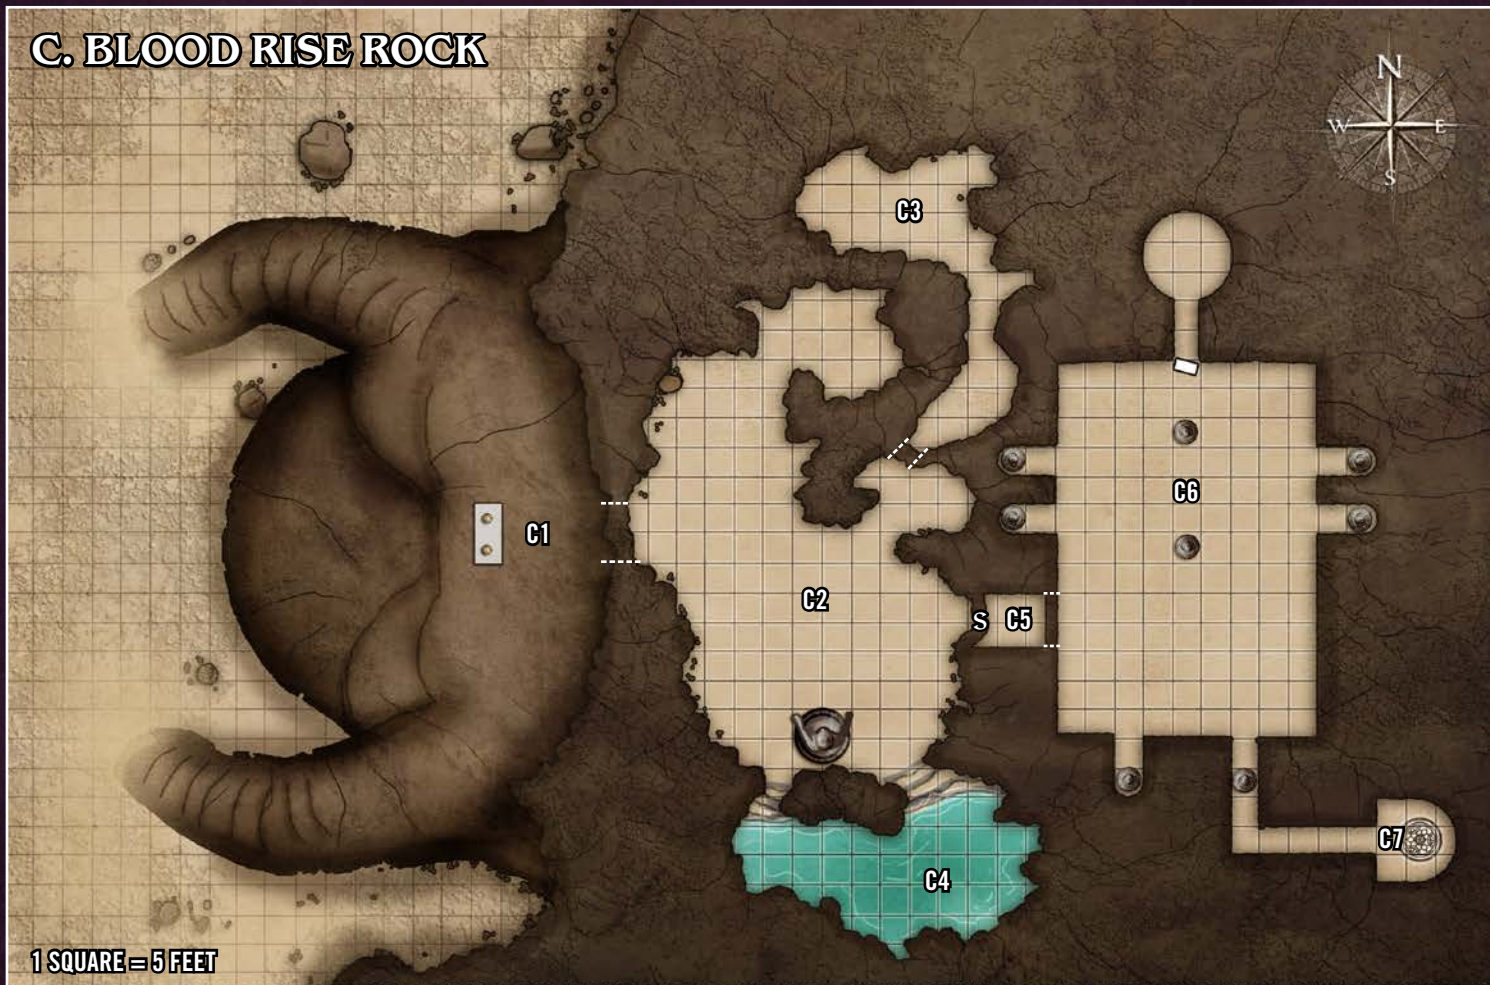 C. BLOOD RISE ROCK
N
W
E
S
C3
C6
C1
C2
S
C5
C7
C4
1 SQUARE = 5 FEET